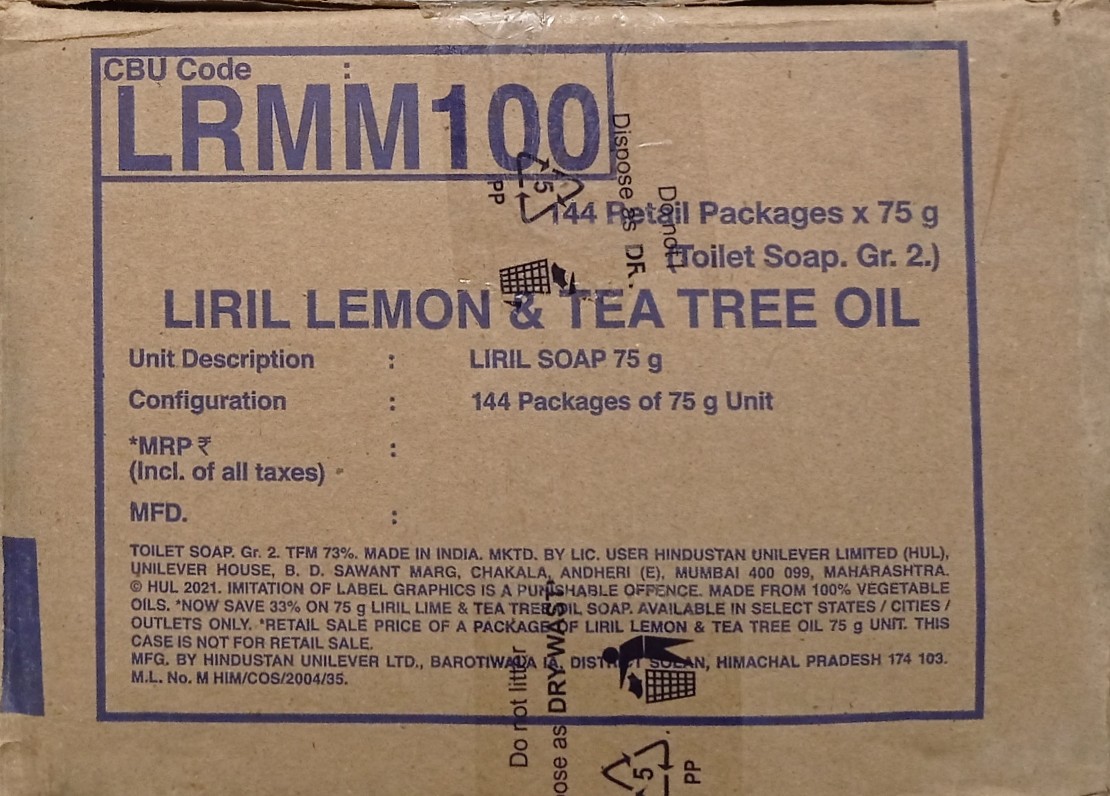 CBU Code :
LRMM100
144 Retail Packages x 75 g
(Toilet Soap. Gr. 2.)
LIRIL LEMON & TEA TREE OIL
Unit Description : LIRIL SOAP 75 g
Configuration : 144 Packages of 75 g Unit
*MRP ₹ :
(Incl. of all taxes)
MFD. :
TOILET SOAP. Gr. 2. TFM 73%. MADE IN INDIA. MKTD. BY LIC. USER HINDUSTAN UNILEVER LIMITED (HUL),
UNILEVER HOUSE, B. D. SAWANT MARG, CHAKALA, ANDHERI (E), MUMBAI 400 099, MAHARASHTRA.
© HUL 2021. IMITATION OF LABEL GRAPHICS IS A PUNISHABLE OFFENCE. MADE FROM 100% VEGETABLE
OILS. *NOW SAVE 33% ON 75 g LIRIL LIME & TEA TREE OIL SOAP. AVAILABLE IN SELECT STATES / CITIES /
OUTLETS ONLY. *RETAIL SALE PRICE OF A PACKAGE OF LIRIL LEMON & TEA TREE OIL 75 g UNIT. THIS
CASE IS NOT FOR RETAIL SALE.
MFG. BY HINDUSTAN UNILEVER LTD., BAROTIWALA IA, DISTRICT SOLAN, HIMACHAL PRADESH 174 103.
M.L. No. M HIM/COS/2004/35.
5
PP
Dispose as DR
Do not
Do not litter
ose as DRY WAST
5
PP